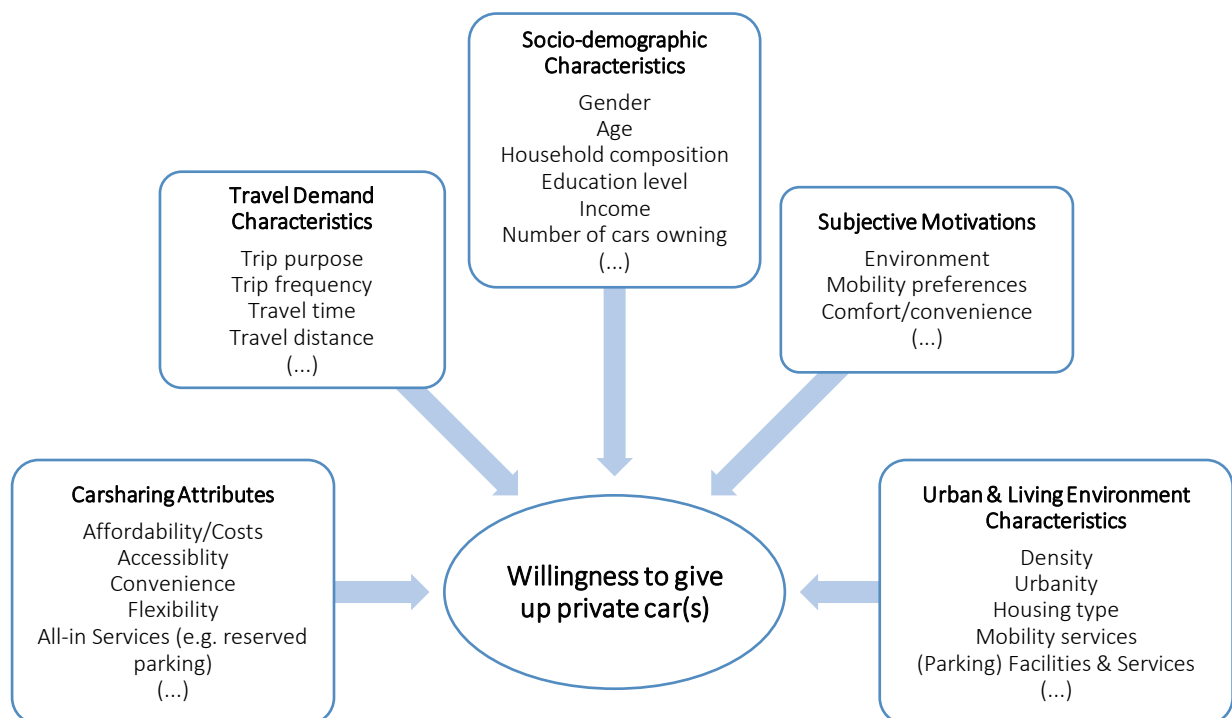 Socio-demographic
Characteristics
Gender
Age
Household composition
Education level
Income
Number of cars owning
(...)
Travel Demand
Characteristics
Trip purpose
Trip frequency
Travel time
Travel distance
(...)
Subjective Motivations
Environment
Mobility preferences
Comfort/convenience
(...)
Carsharing Attributes
Affordability/Costs
Accessiblity
Convenience
Flexibility
All-in Services (e.g. reserved
parking)
(...)
Willingness to give
up private car(s)
Urban & Living Environment
Characteristics
Density
Urbanity
Housing type
Mobility services
(Parking) Facilities & Services
(...)